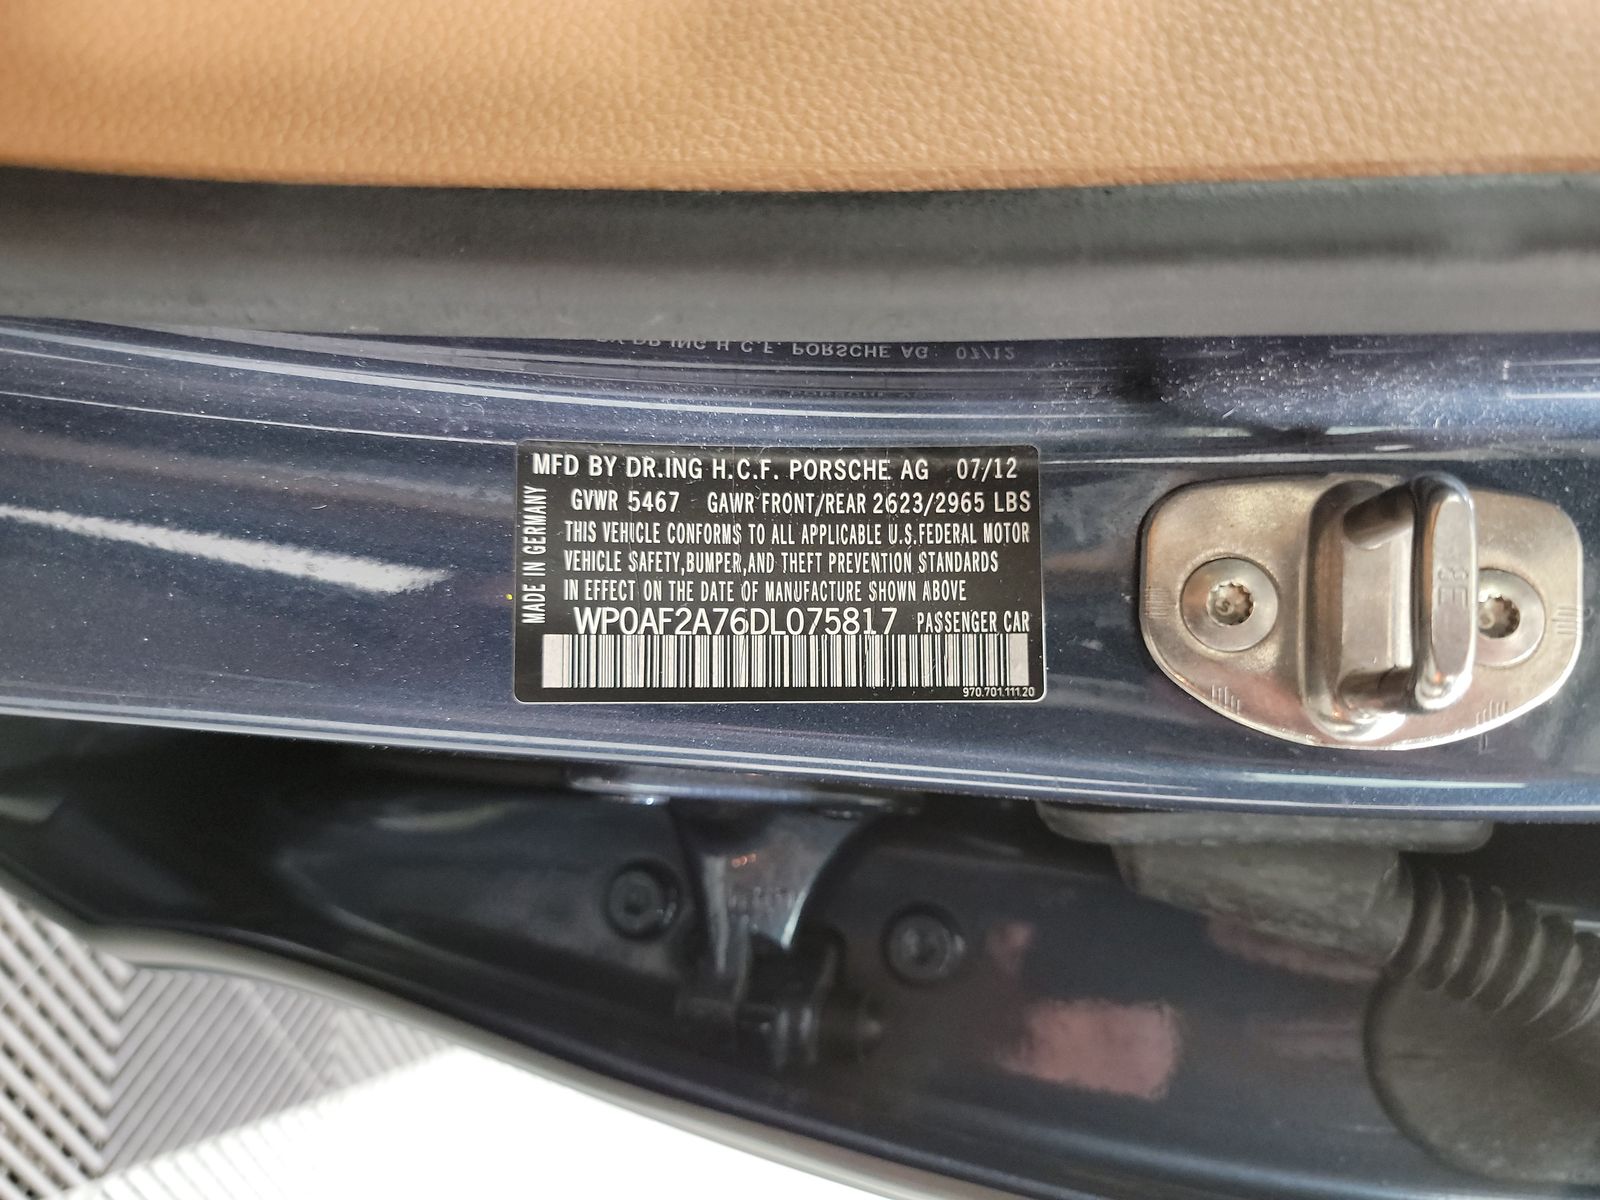 MFD BY DR.ING H.C.F. PORSCHE AG 07/12
GVWR 5467 GAWR FRONT/REAR 2623/2965 LBS
THIS VEHICLE CONFORMS TO ALL APPLICABLE U.S.FEDERAL MOTOR
VEHICLE SAFETY,BUMPER,AND THEFT PREVENTION STANDARDS
IN EFFECT ON THE DATE OF MANUFACTURE SHOWN ABOVE
WP0AF2A76DL075817 PASSENGER CAR
970.701.111.20
MADE IN GERMANY